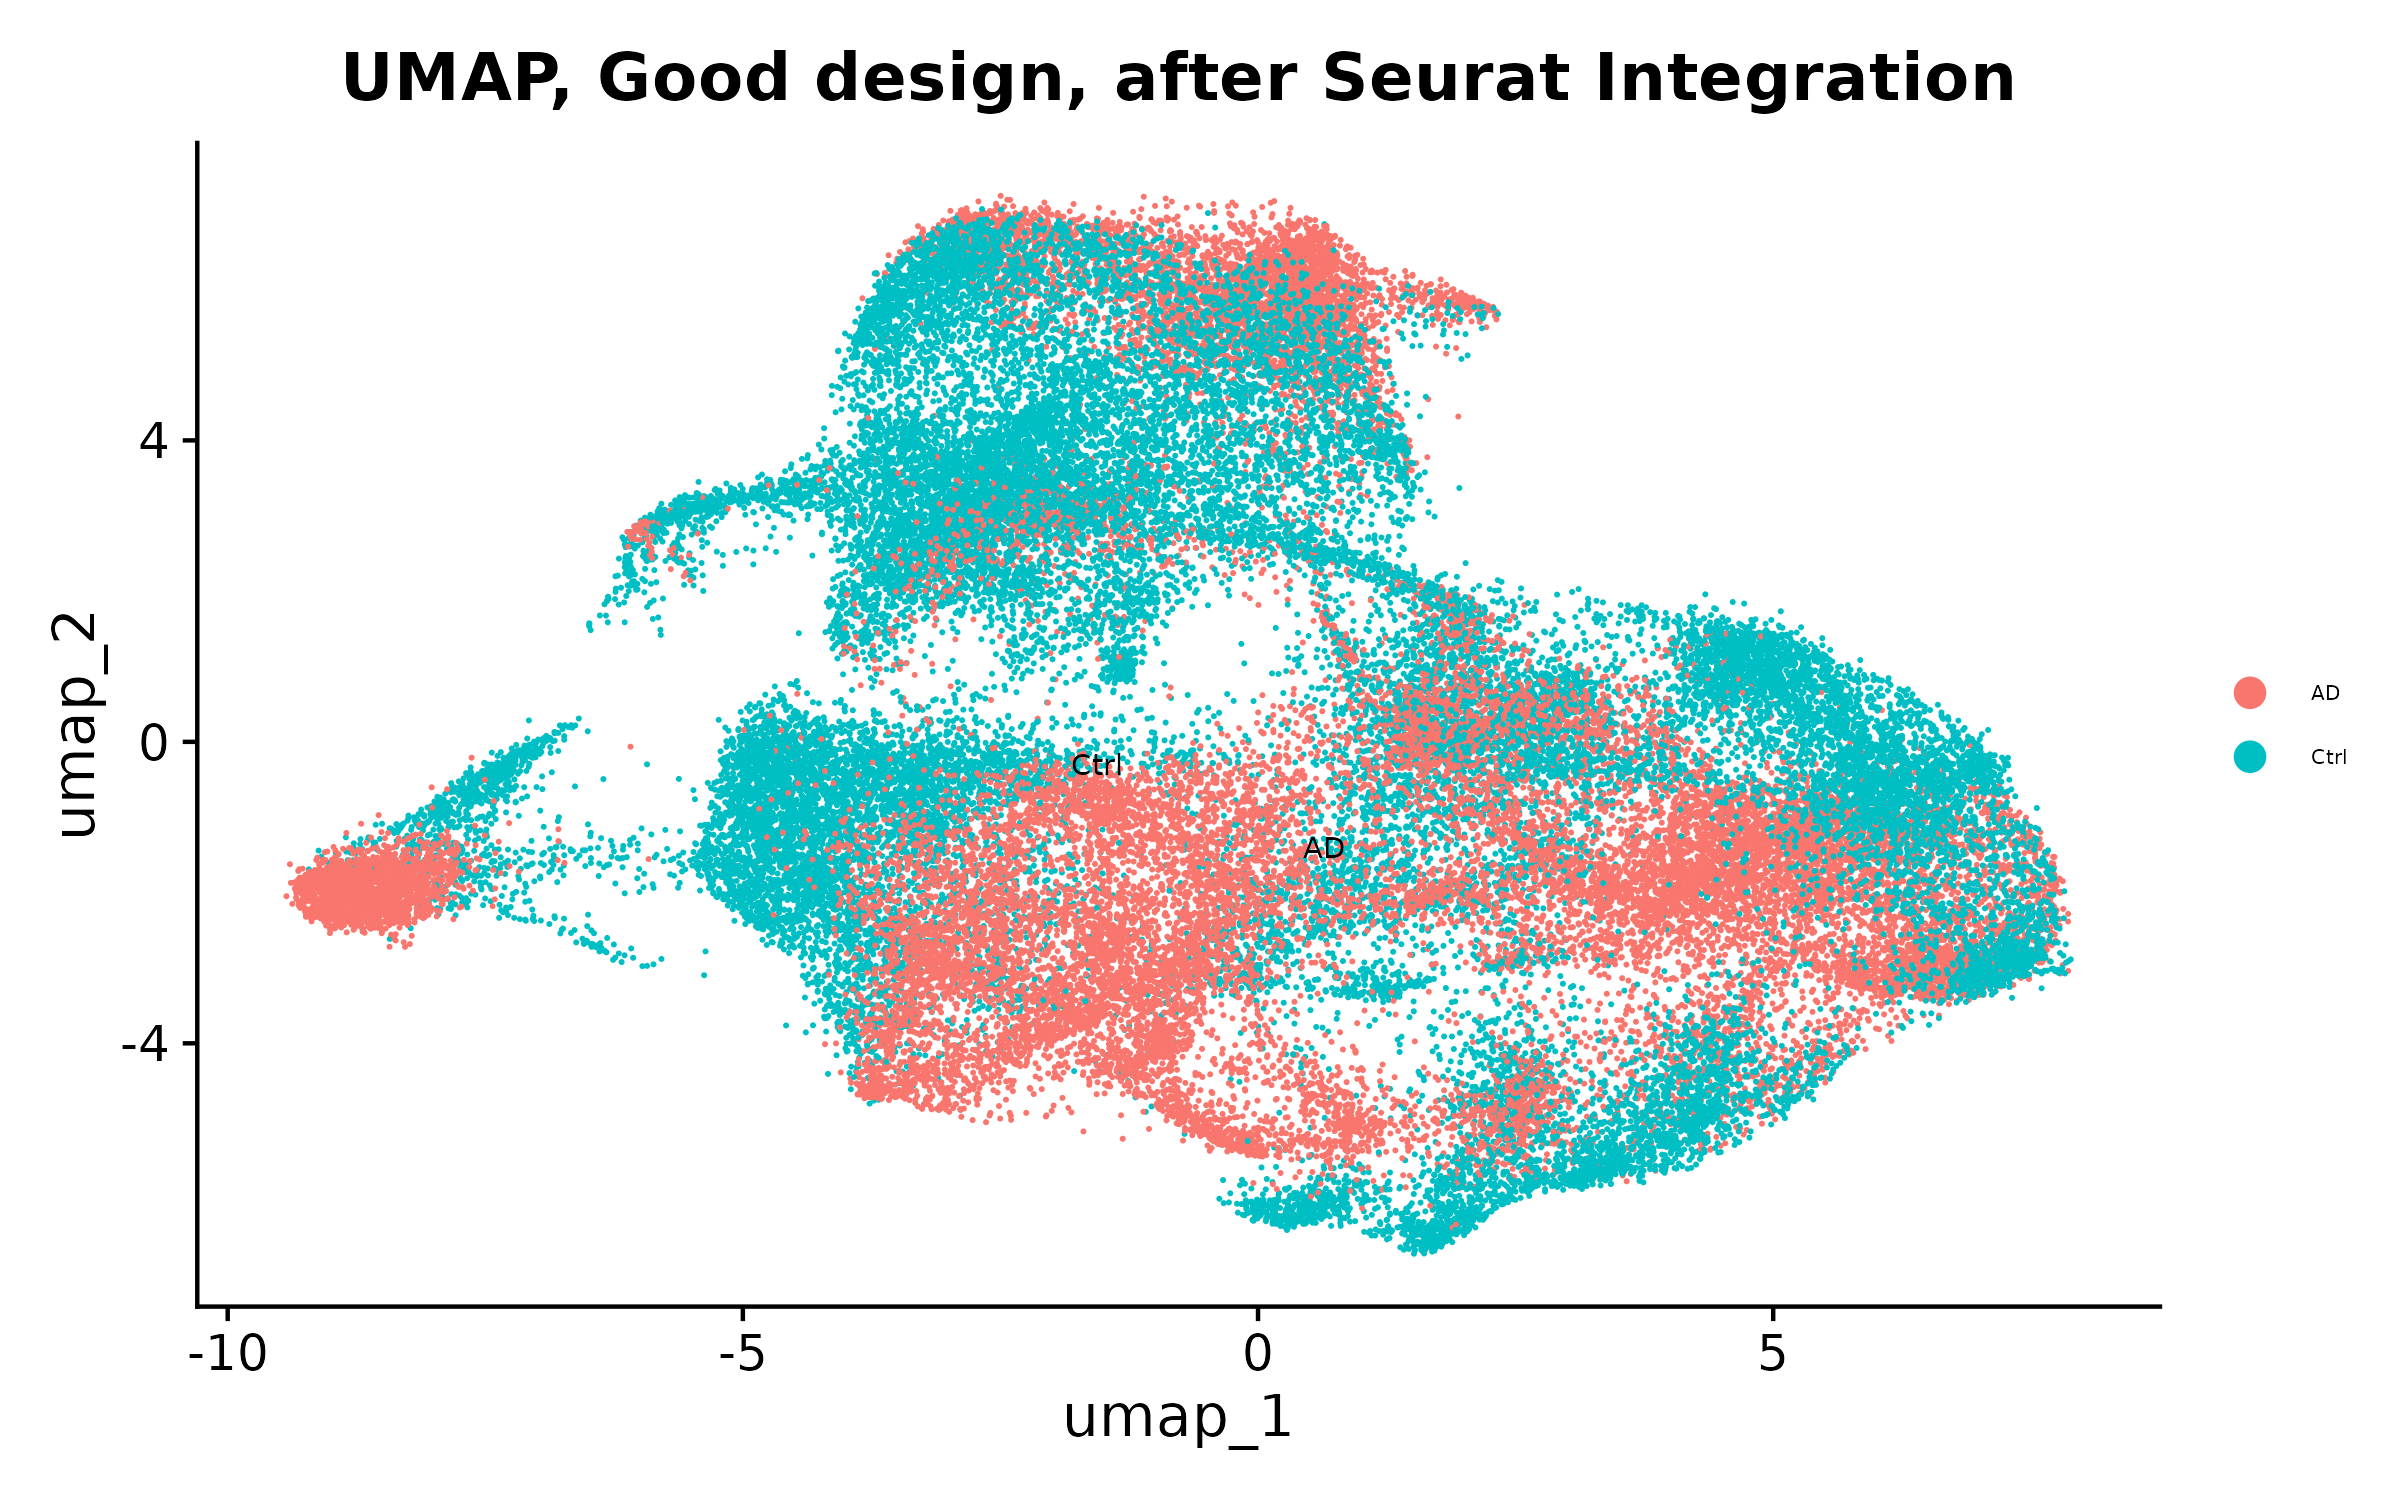 UMAP, Good design, after Seurat Integration
umap_2
4
0
-4
Ctrl
AD
AD
Ctrl
-10
-5
0
5
umap_1